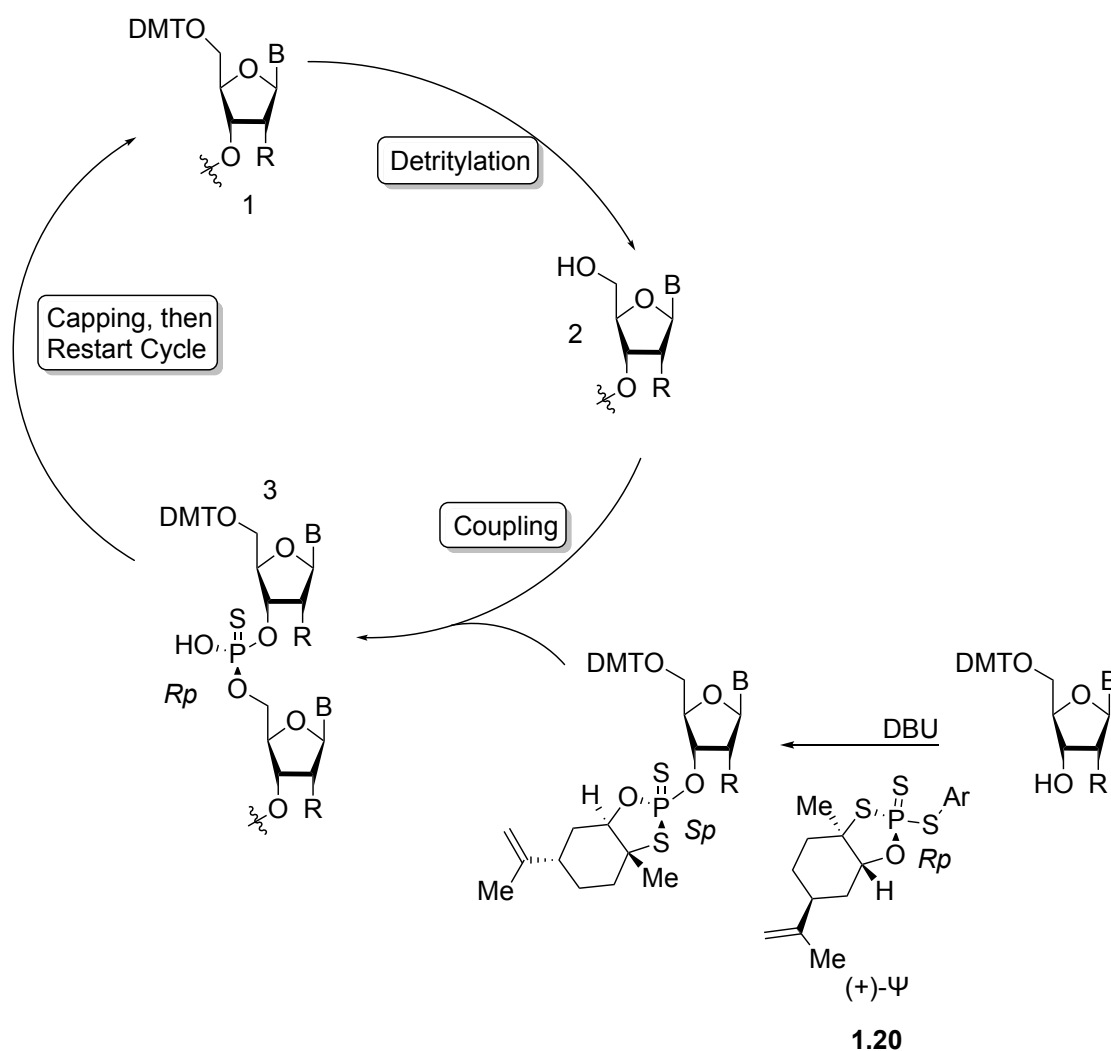 DMTO
B
O
O
R
1
Detritylation
HO
B
O
2
O
R
Capping, then
Restart Cycle
3
DMTO
B
O
Coupling
S
O
R
HO
P
Rp
O
B
O
O
R
DMTO
B
O
S
R
H
O
P
O
S
Sp
Me
Me
DBU
DMTO
B
O
HO
R
S
Ar
Me
S
P
S
O
Rp
H
Me
(+)-Ψ
1.20